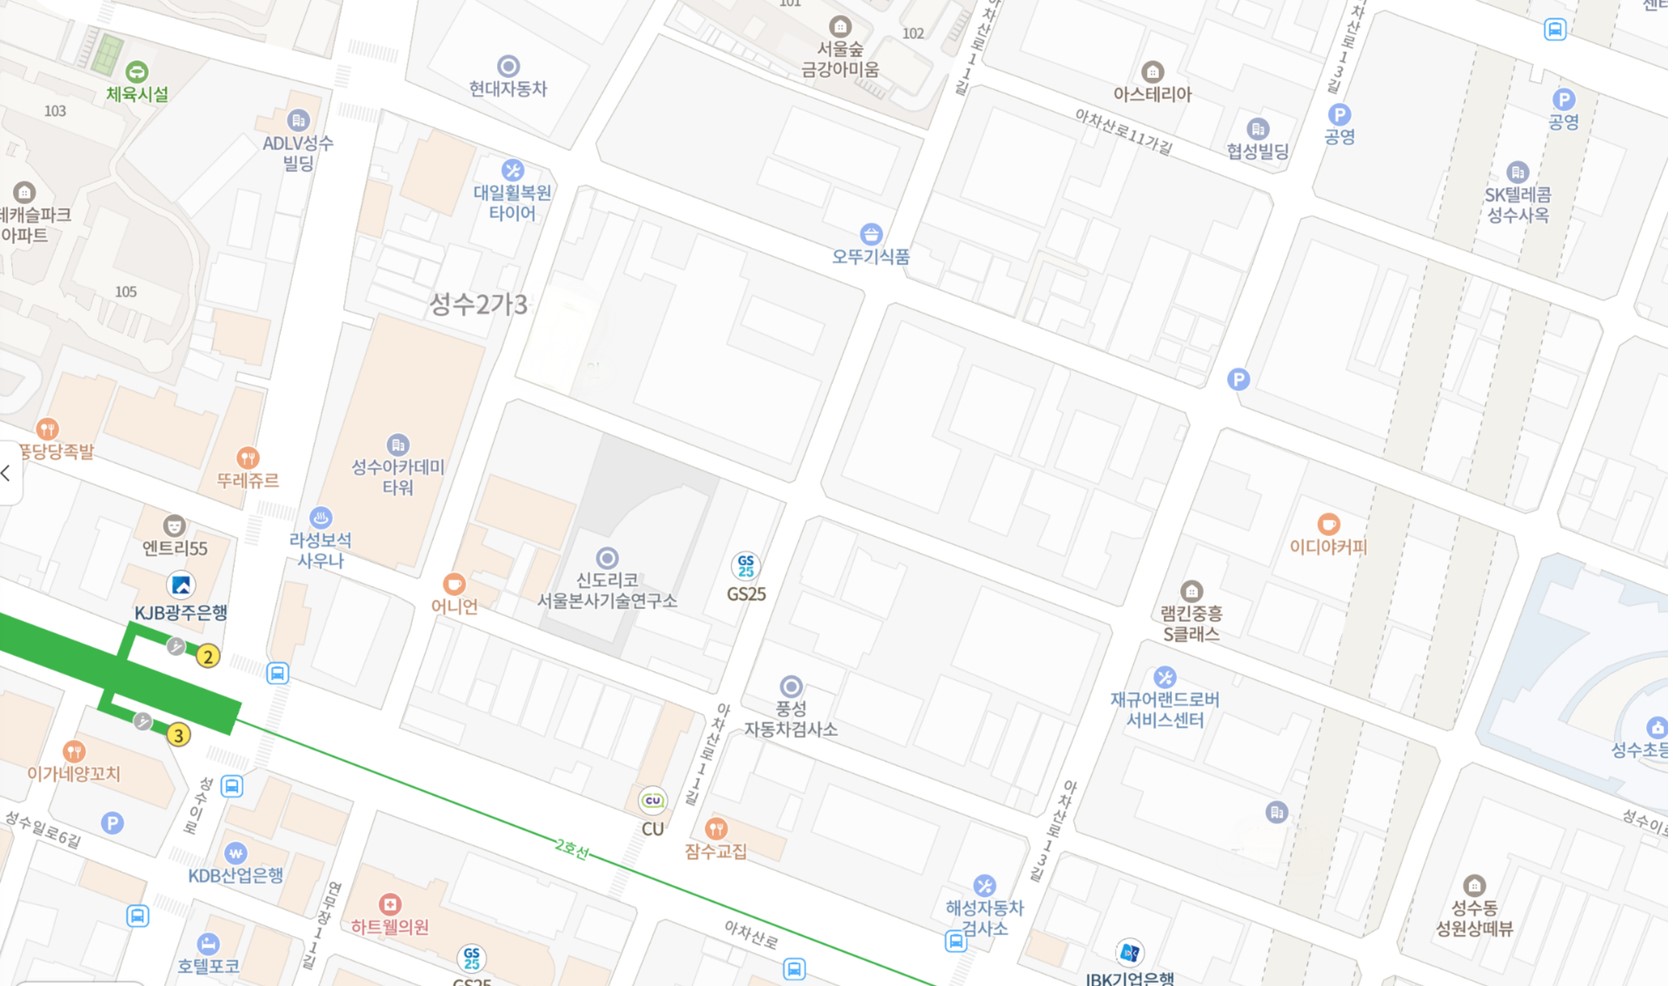 101
102
서울숲
금강아미움
아차산로11길
아차산로13길
체육시설
103
현대자동차
ADLV성수
빌딩
대일휠복원
타이어
아스테리아
아차산로11가길
협성빌딩
공영
공영
SK텔레콤
성수사옥
데캐슬파크
아파트
105
오뚜기식품
성수2가3
풍당당족발
뚜레쥬르
성수아카데미
타워
라성보석
사우나
엔트리55
KJB광주은행
2
3
어니언
신도리코
서울본사기술연구소
GS
25
GS25
이디야커피
램킨중흥
S클래스
재규어랜드로버
서비스센터
풍성
자동차검사소
아차산로11길
아차산로13길
성수초등
성수이로
이가네양꼬치
성수이로
성수일로6길
P
P
P
P
P
KDB산업은행
연무장11길
호텔포코
하트웰의원
GS
25
GS25
2호선
CU
CU
잠수교집
아차산로
해성자동차
검사소
IBK기업은행
성수동
성원상떼뷰